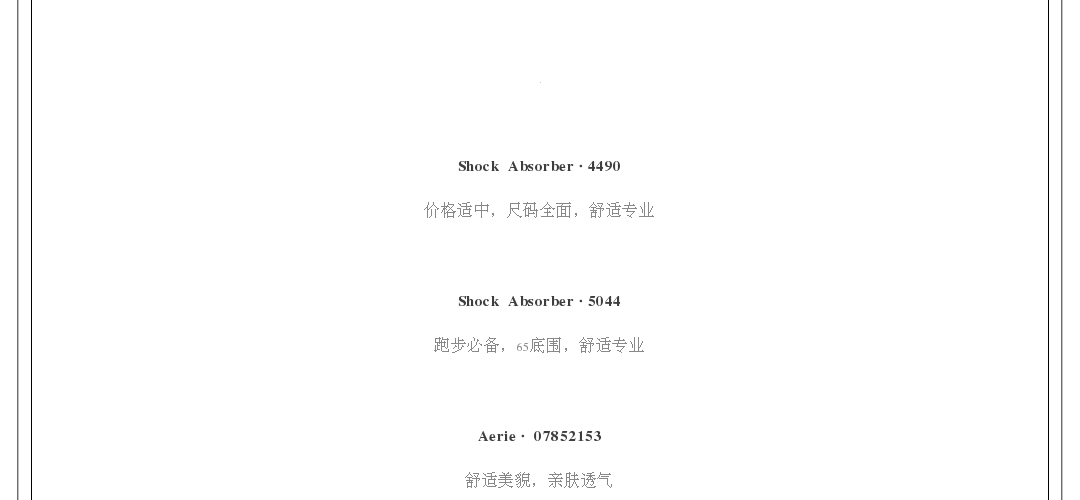 Shock Absorber · 4490
价格适中，尺码全面，舒适专业
Shock Absorber · 5044
跑步必备，65底围，舒适专业
Aerie · 07852153
舒适美貌，亲肤透气